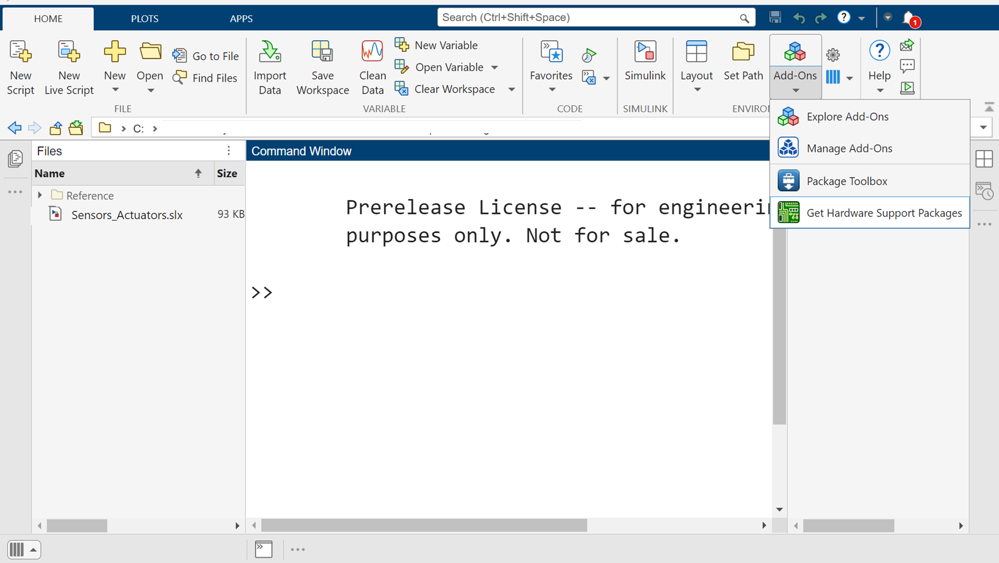 HOME
PLOTS
APPS
Search (Ctrl+Shift+Space)
?
1
New
Script
New
Live Script
New
Open
Go to File
Find Files
FILE
Import
Data
Save
Workspace
Clean
Data
New Variable
Open Variable
Clear Workspace
VARIABLE
Favorites
CODE
Simulink
SIMULINK
Layout
Set Path
Add-Ons
ENVIRON
?
Help
Explore Add-Ons
Manage Add-Ons
Package Toolbox
Get Hardware Support Packages
C:
Files
Name
Size
Reference
Sensors_Actuators.slx
93 KB
Command Window
Prerelease License -- for engineerin
purposes only. Not for sale.
>>